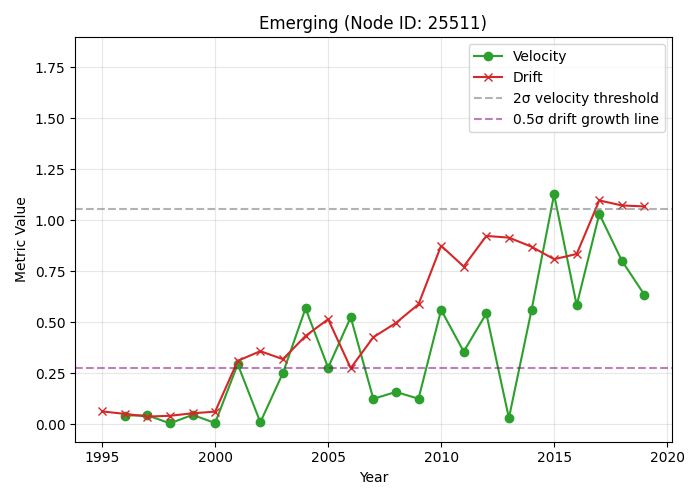 Emerging (Node ID: 25511)
Velocity
Drift
2σ velocity threshold
0.5σ drift growth line
Metric Value
1.75
1.50
1.25
1.00
0.75
0.50
0.25
0.00
1995
2000
2005
2010
2015
2020
Year